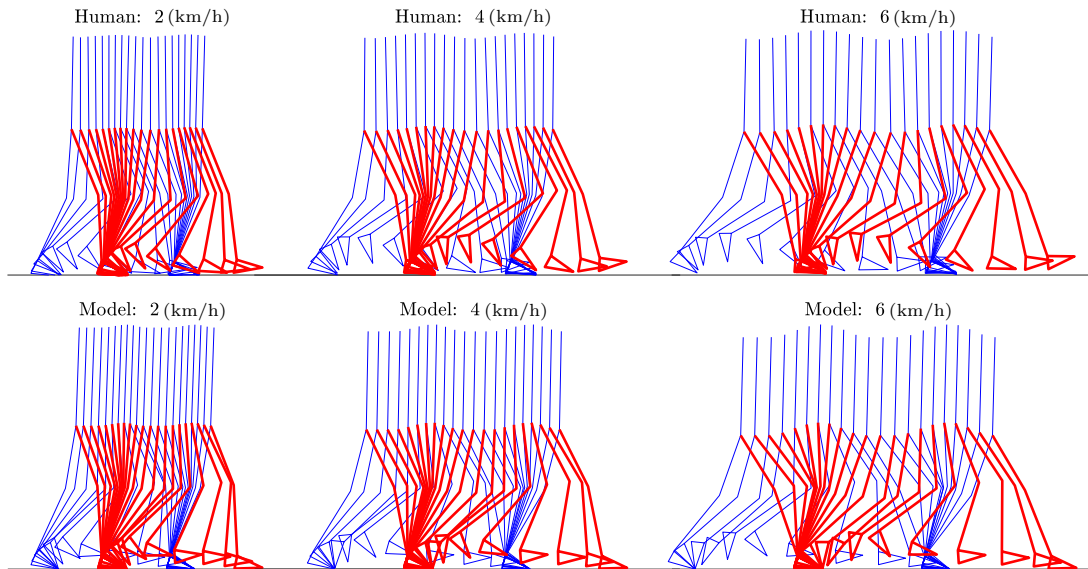 Human: 2 (km/h)
Human: 4 (km/h)
Human: 6 (km/h)
Model: 2 (km/h)
Model: 4 (km/h)
Model: 6 (km/h)